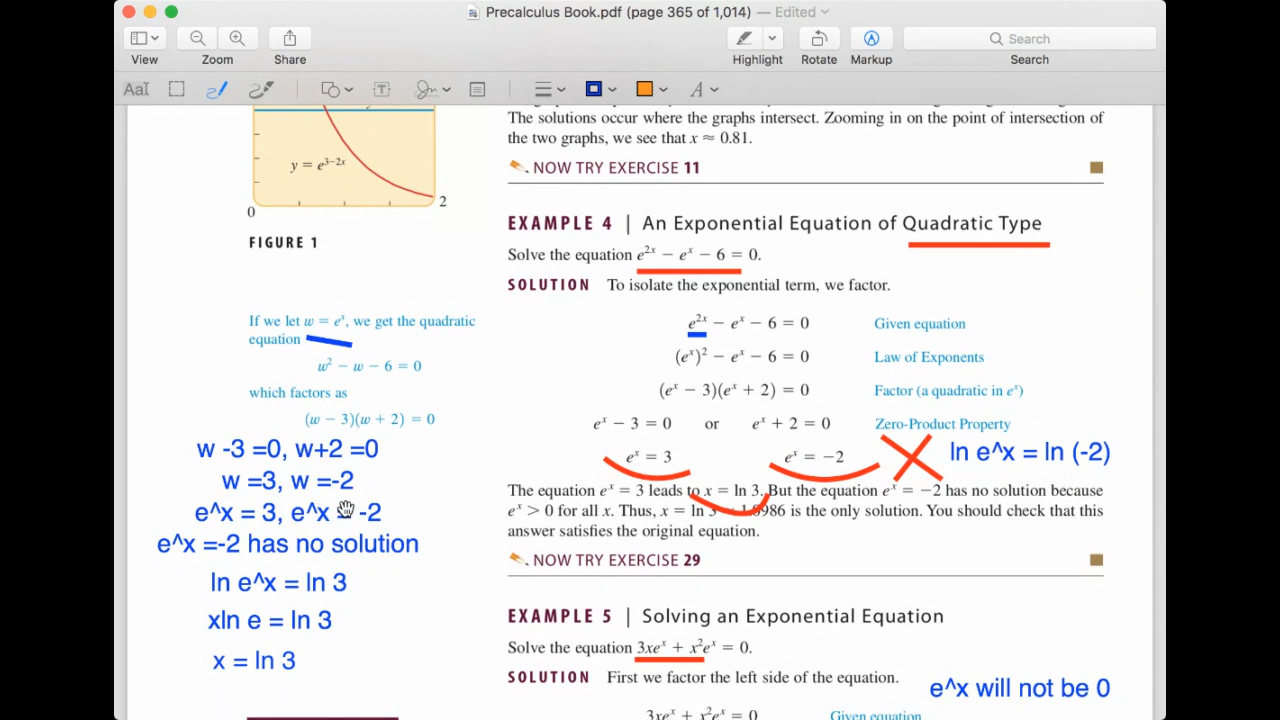 Precalculus Book.pdf (page 365 of 1,014) — Edited
View Zoom Share Highlight Rotate Markup Search
Search
AaI T A
The solutions occur where the graphs intersect. Zooming in on the point of intersection of
the two graphs, we see that x ≈ 0.81.
NOW TRY EXERCISE 11
y = e^{3−2x}
0 2
FIGURE 1
EXAMPLE 4 | An Exponential Equation of Quadratic Type
Solve the equation e^{2x} − e^x − 6 = 0.
SOLUTION To isolate the exponential term, we factor.
e^{2x} − e^x − 6 = 0 Given equation
(e^x)^2 − e^x − 6 = 0 Law of Exponents
(e^x − 3)(e^x + 2) = 0 Factor (a quadratic in e^x)
e^x − 3 = 0 or e^x + 2 = 0 Zero-Product Property
e^x = 3 e^x = −2
ln e^x = ln (-2)
The equation e^x = 3 leads to x = ln 3. But the equation e^x = −2 has no solution because
e^x > 0 for all x. Thus, x = ln 3 ≈ 1.0986 is the only solution. You should check that this
answer satisfies the original equation.
NOW TRY EXERCISE 29
If we let w = e^x, we get the quadratic
equation
w^2 − w − 6 = 0
which factors as
(w − 3)(w + 2) = 0
w -3 =0, w+2 =0
w =3, w =-2
e^x = 3, e^x = -2
e^x =-2 has no solution
ln e^x = ln 3
xln e = ln 3
x = ln 3
EXAMPLE 5 | Solving an Exponential Equation
Solve the equation 3xe^x + x^2e^x = 0.
SOLUTION First we factor the left side of the equation.
e^x will not be 0
3xe^x + x^2e^x = 0 Given equation